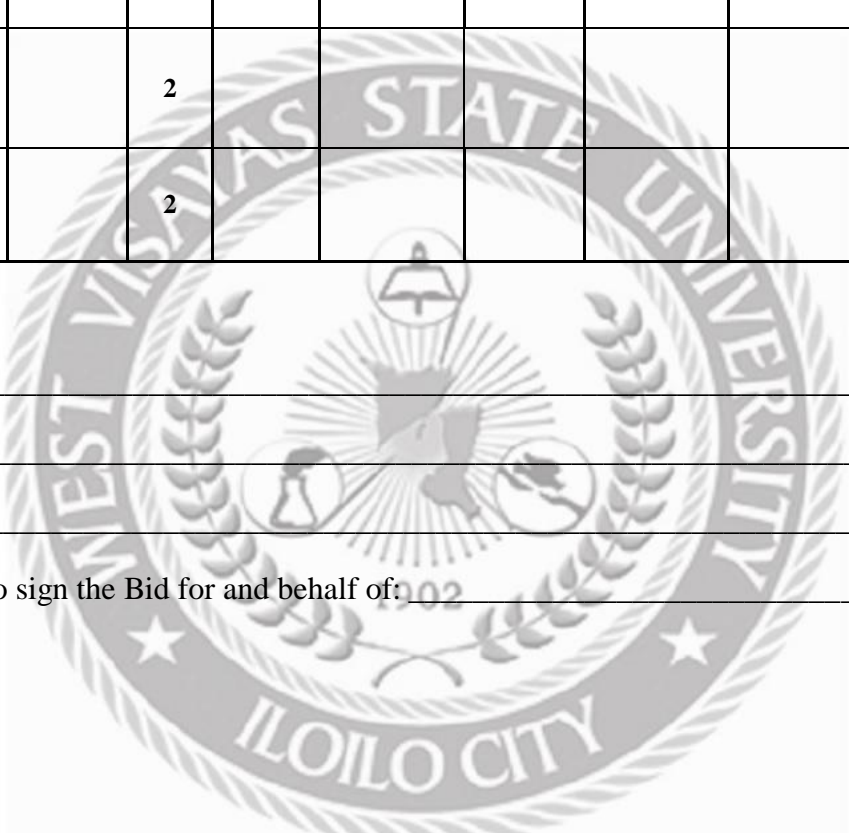 2
2
WEST VISAYAS STATE UNIVERSITY
o sign the Bid for and behalf of:
1902
ILOILO CITY